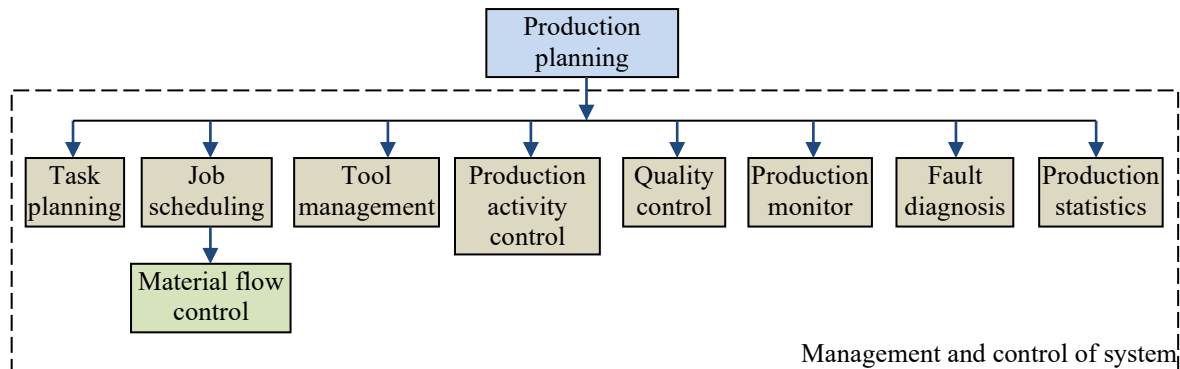 Production
planning
Task
planning
Job
scheduling
Tool
management
Production
activity
control
Quality
control
Production
monitor
Fault
diagnosis
Production
statistics
Material flow
control
Management and control of system